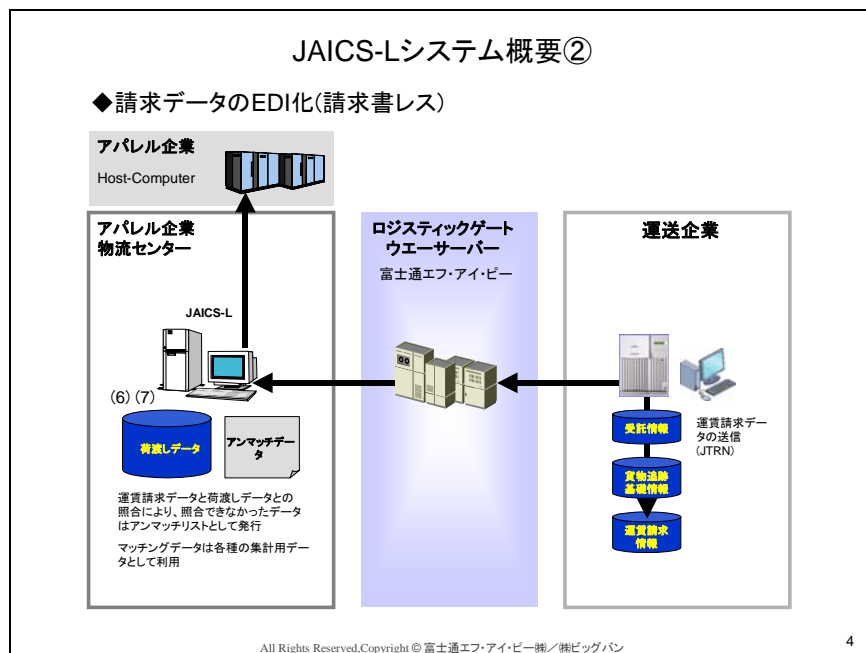 JAICS-Lシステム概要②
◆請求データのEDI化(請求書レス)
アパレル企業
Host-Computer
アパレル企業
物流センター
JAICS-L
(6) (7)
荷渡しデータ
アンマッチデー
タ
運賃請求データと荷渡しデータとの
照合により、照合できなかったデータ
はアンマッチリストとして発行
マッチングデータは各種の集計用デー
タとして利用
ロジスティックゲート
ウエーサーバー
富士通エフ・アイ・ピー
運送企業
受託情報
貨物追跡
基礎情報
運賃請求
情報
運賃請求デー
タの送信
(JTRN)
All Rights Reserved,Copyright © 富士通エフ・アイ・ピー㈱／㈱ビッグバン
4